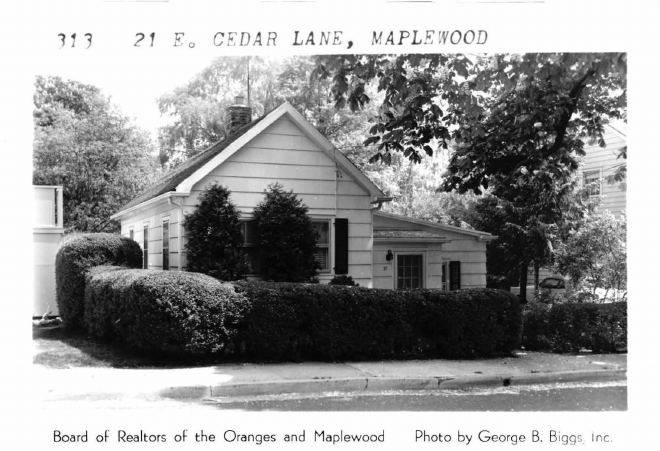 313 21 E. CEDAR LANE, MAPLEWOOD
Board of Realtors of the Oranges and Maplewood Photo by George B. Biggs, Inc.